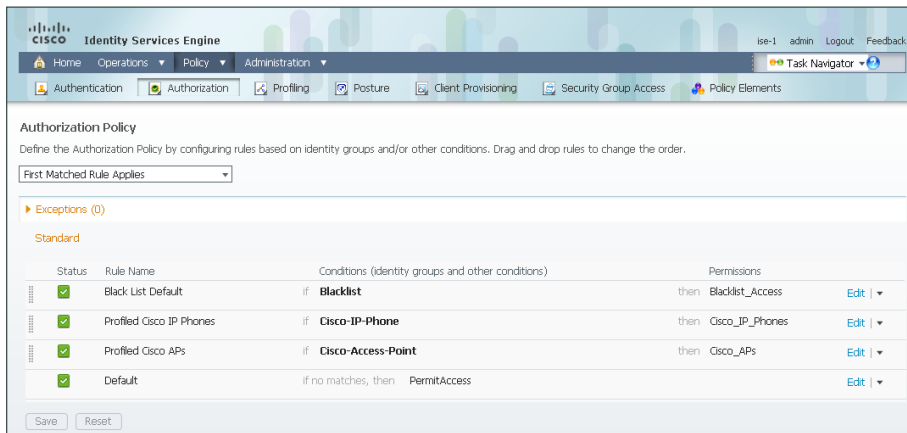 CISCO Identity Services Engine
ise-1 admin Logout Feedback
Home Operations Policy Administration Task Navigator
Authentication Authorization Profiling Posture Client Provisioning Security Group Access Policy Elements
Authorization Policy
Define the Authorization Policy by configuring rules based on identity groups and/or other conditions. Drag and drop rules to change the order.
First Matched Rule Applies
Exceptions (0)
Standard
Status Rule Name Conditions (identity groups and other conditions) Permissions
Black List Default if Blacklist then Blacklist_Access Edit |
Profiled Cisco IP Phones if Cisco-IP-Phone then Cisco_IP_Phones Edit |
Profiled Cisco APs if Cisco-Access-Point then Cisco_APs Edit |
Default if no matches, then PermitAccess Edit |
Save Reset